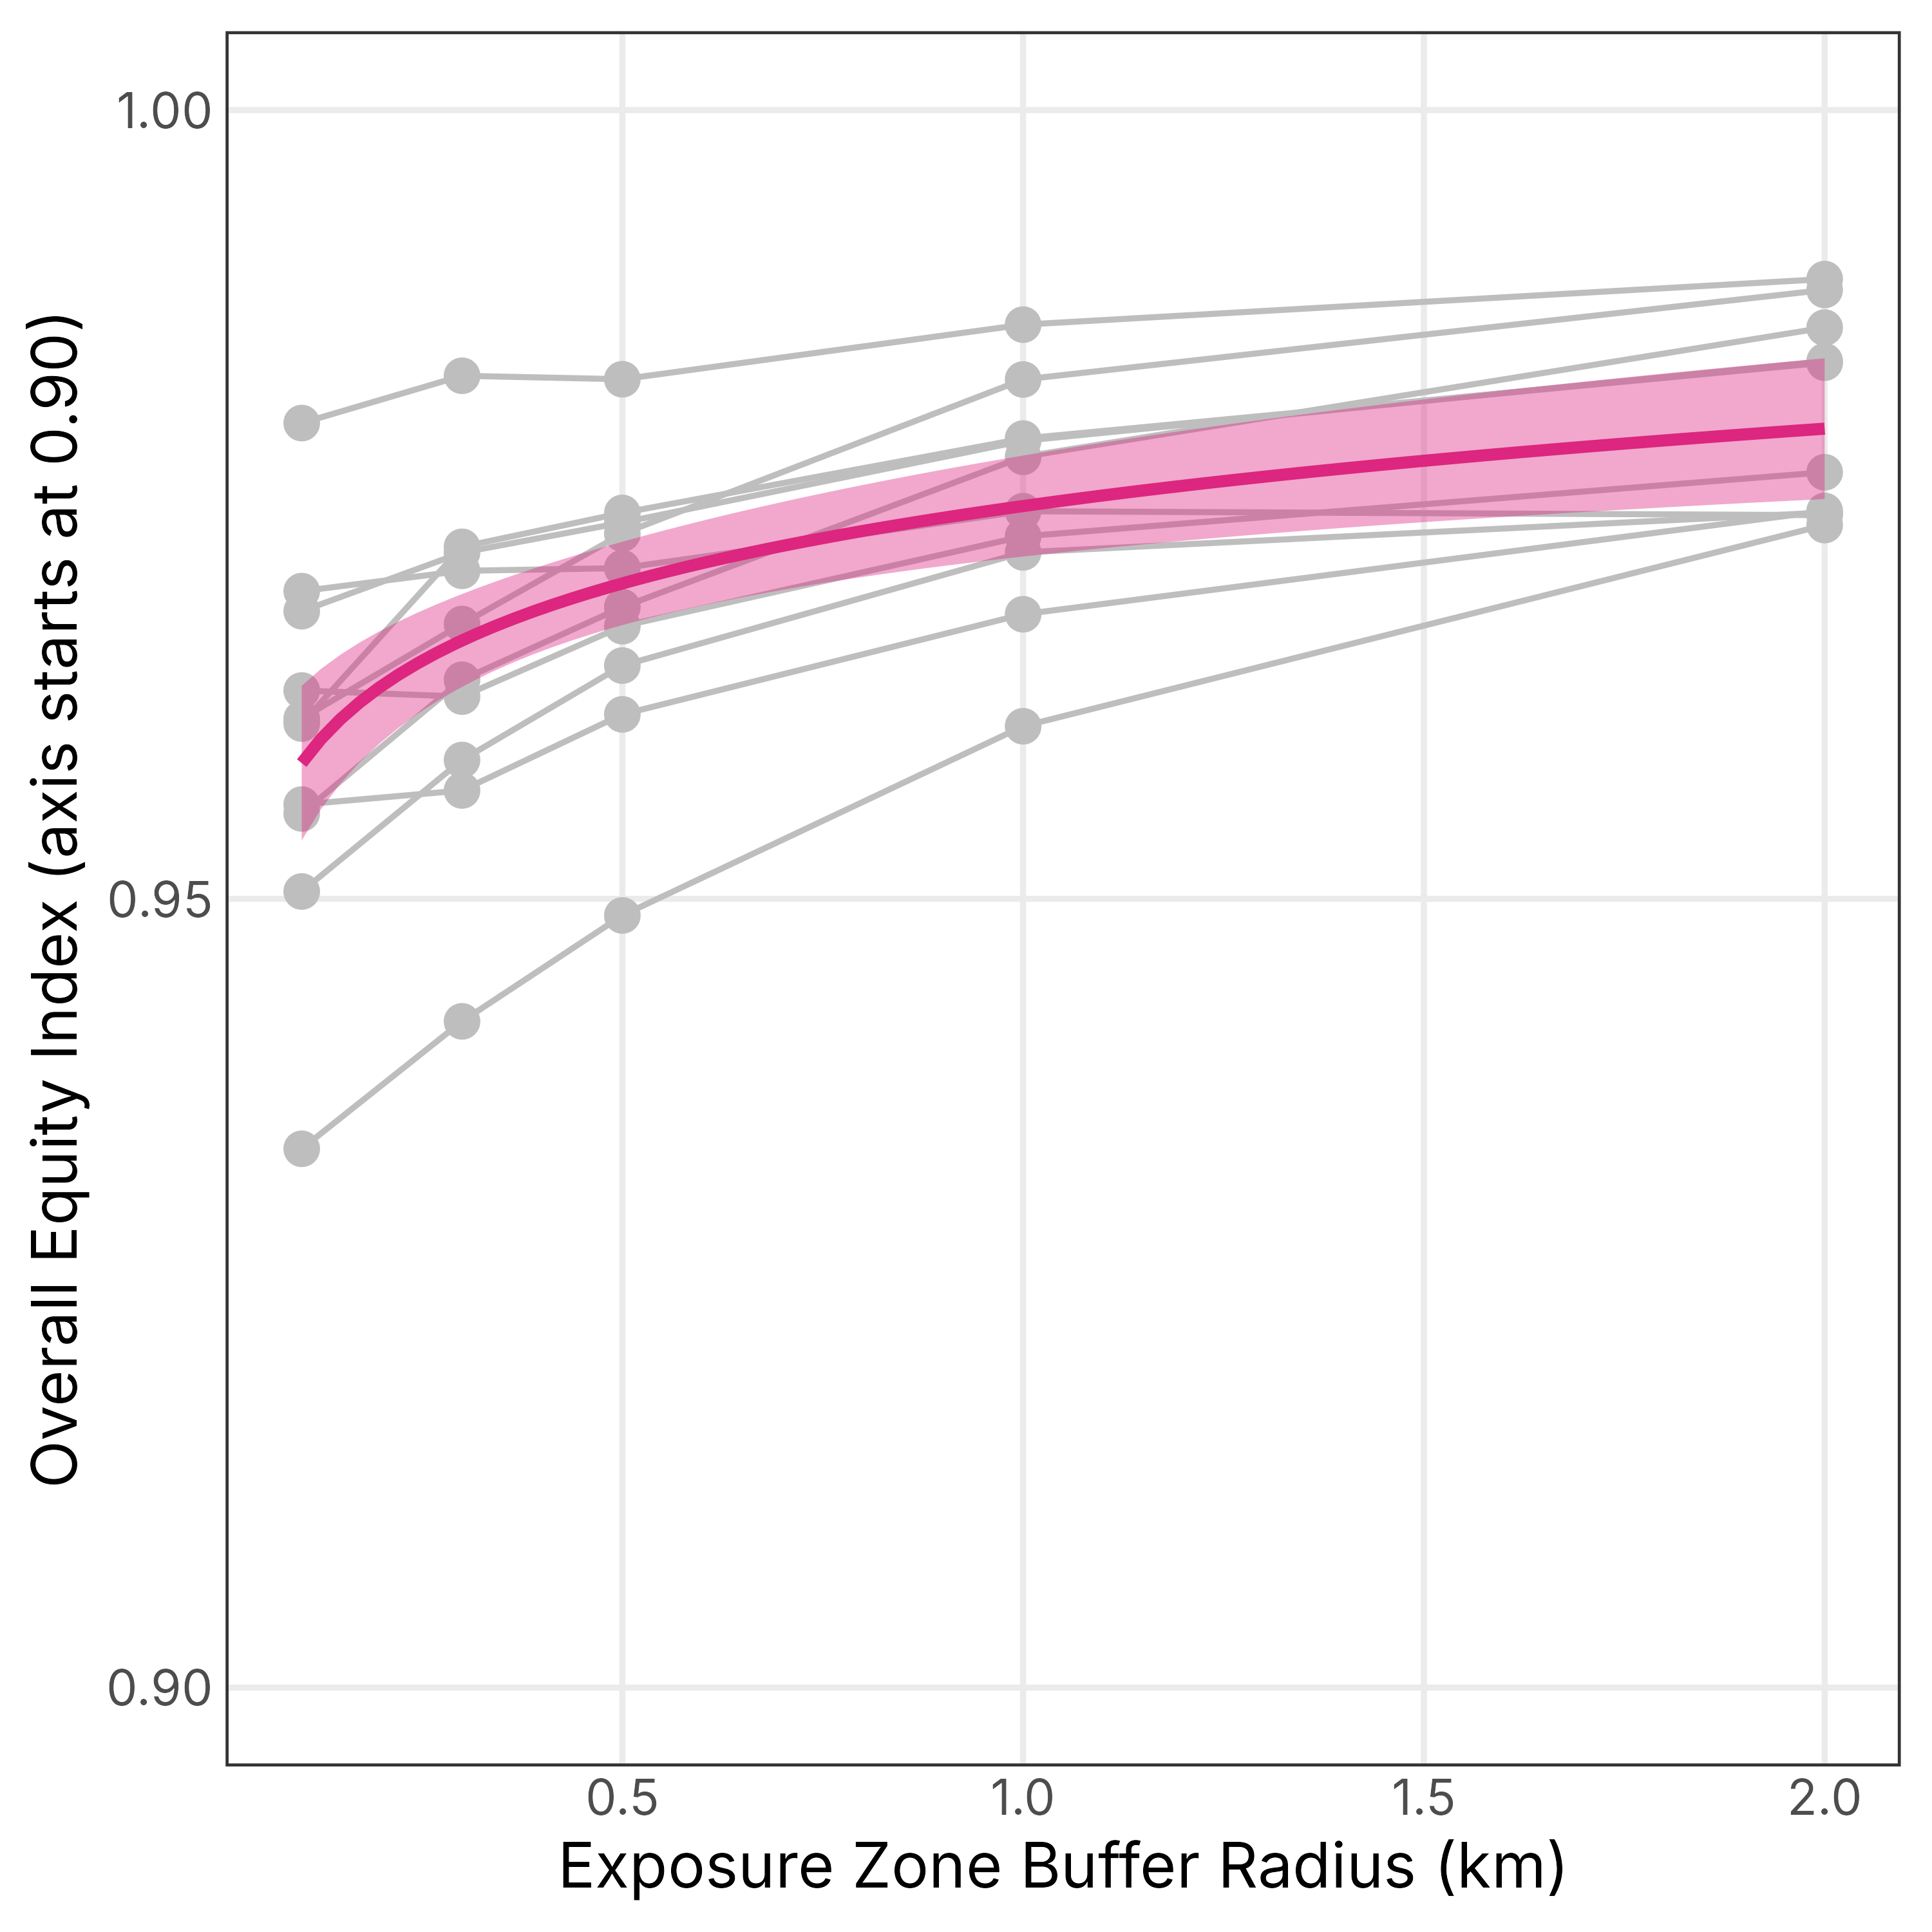 Overall Equity Index (axis starts at 0.90)
1.00
0.95
0.90
0.5 1.0 1.5 2.0
Exposure Zone Buffer Radius (km)